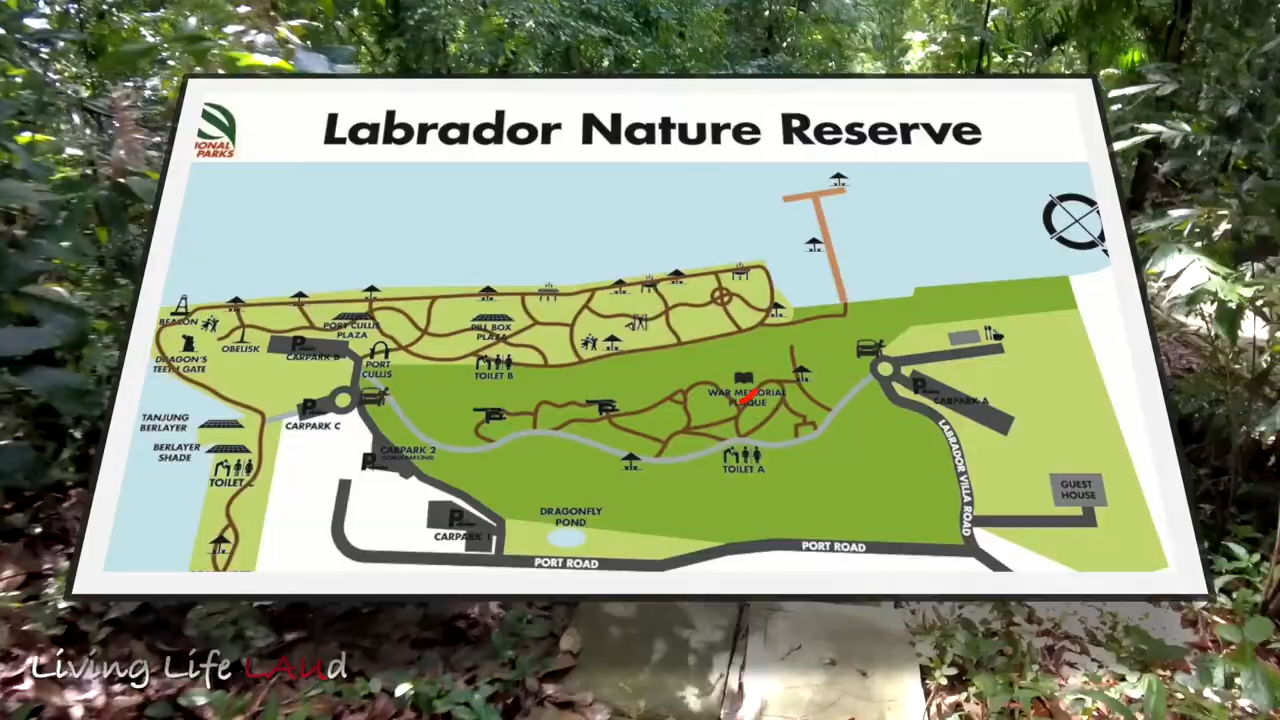 Labrador Nature Reserve
IONAL
PARKS
BEACON
DRAGON'S
TEETH GATE
OBELISK
PORT CULLIS
PLAZA
P
CARPARK B
PORT
CULLIS
PILL BOX
PLAZA
TOILET B
WAR MEMORIAL
PLAQUE
P
CARPARK A
TANJUNG
BERLAYER
P
CARPARK C
BERLAYER
SHADE
TOILET C
P
CARPARK 2
TOILET A
LABRADOR VILLA ROAD
GUEST
HOUSE
DRAGONFLY
POND
P
CARPARK 1
PORT ROAD
PORT ROAD
Living Life LAUd